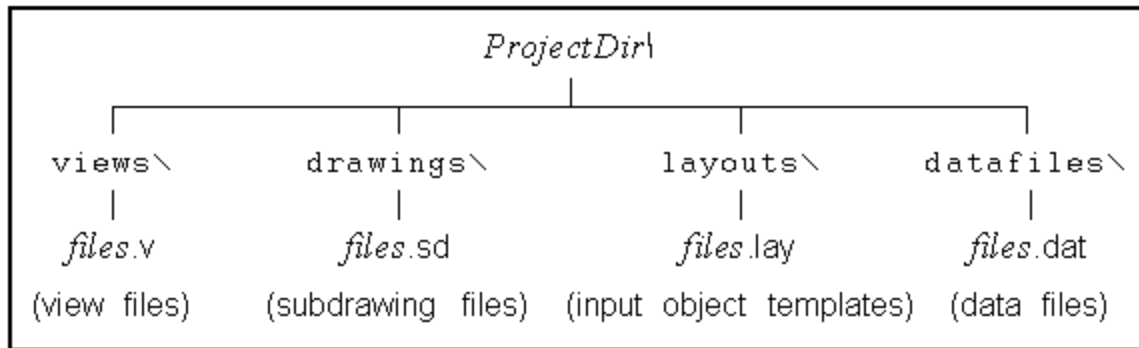 ProjectDir\
views\ drawings\ layouts\ datafiles\
files.v files.sd files.lay files.dat
(view files) (subdrawing files) (input object templates) (data files)